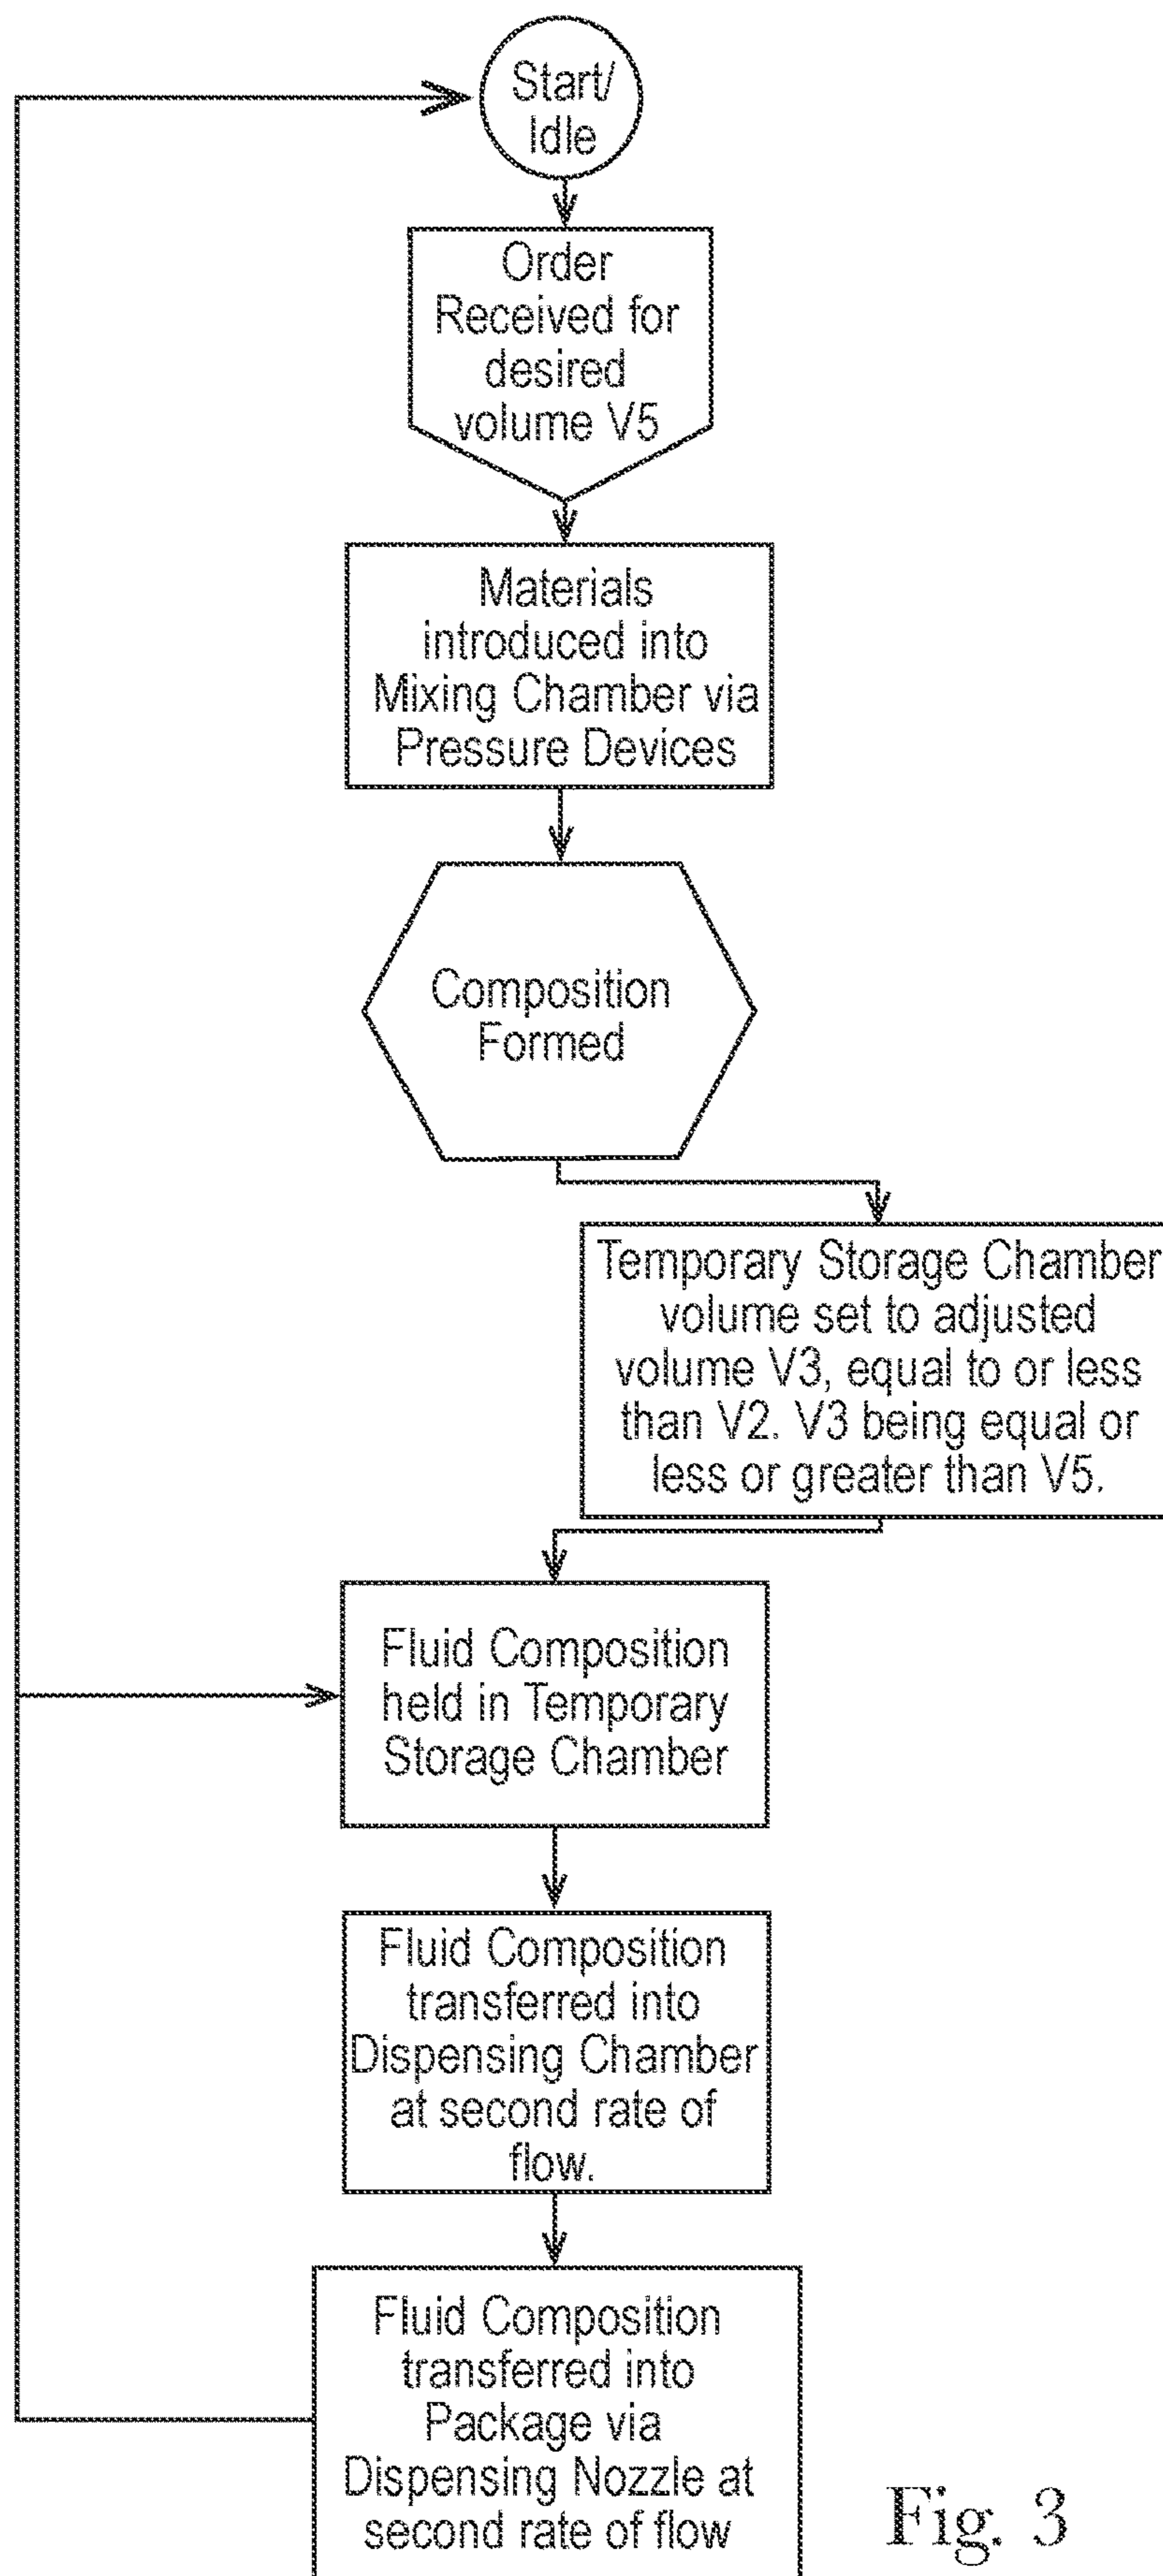 Start/
Idle
Order
Received for
desired
volume V5
Materials
introduced into
Mixing Chamber via
Pressure Devices
Composition
Formed
Temporary Storage Chamber
volume set to adjusted
volume V3, equal to or less
than V2. V3 being equal or
less or greater than V5.
Fluid Composition
held in Temporary
Storage Chamber
Fluid Composition
transferred into
Dispensing Chamber
at second rate of
flow.
Fluid Composition
transferred into
Package via
Dispensing Nozzle at
second rate of flow
Fig. 3